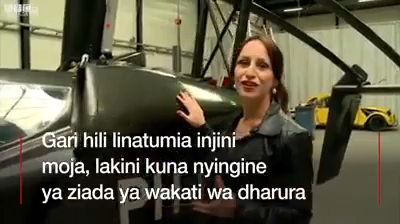 BBC
Gari hili linatumia injini
moja, lakini kuna nyingine
ya ziada ya wakati wa dharura